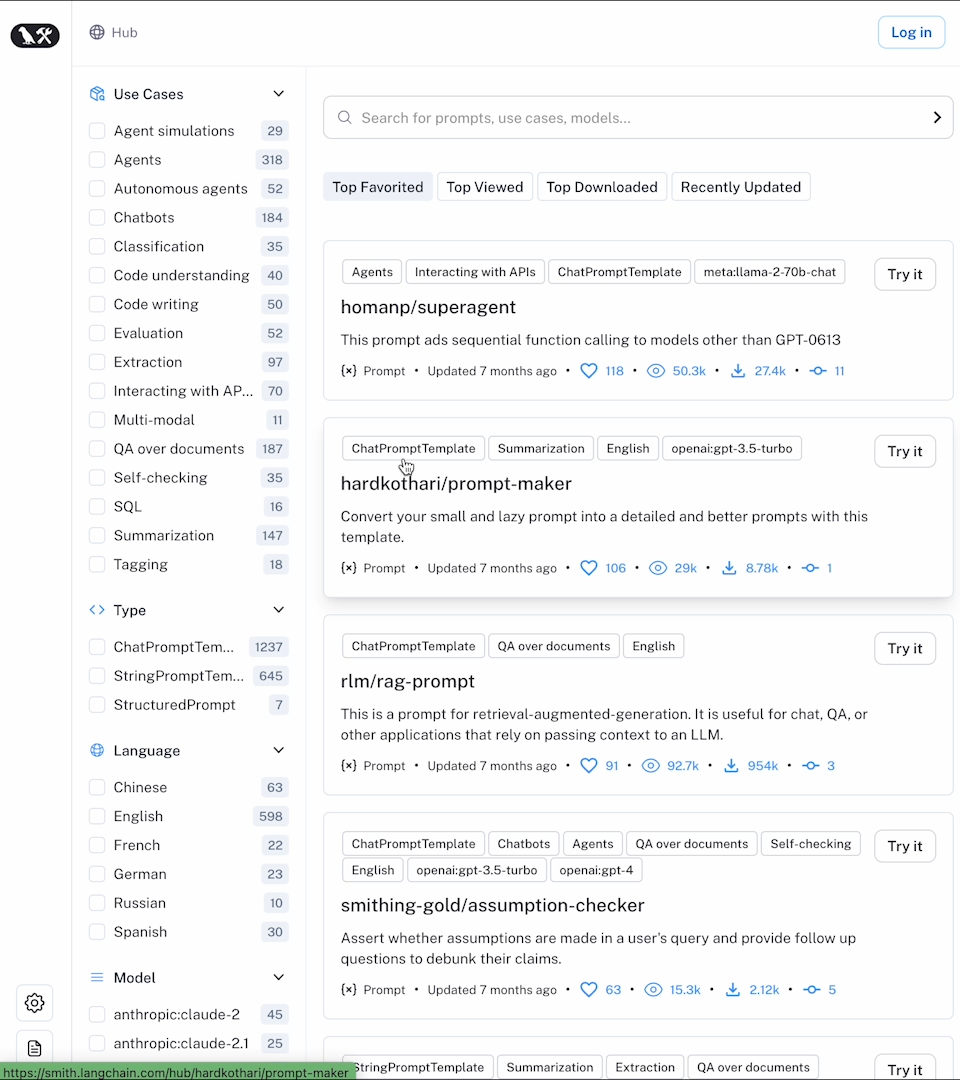 Hub
Log in
Use Cases
Agent simulations 29
Agents 318
Autonomous agents 52
Chatbots 184
Classification 35
Code understanding 40
Code writing 50
Evaluation 52
Extraction 97
Interacting with AP... 70
Multi-modal 11
QA over documents 187
Self-checking 35
SQL 16
Summarization 147
Tagging 18
Type
ChatPromptTem... 1237
StringPromptTem... 645
StructuredPrompt 7
Language
Chinese 63
English 598
French 22
German 23
Russian 10
Spanish 30
Model
anthropic:claude-2 45
anthropic:claude-2.1 25
Search for prompts, use cases, models...
Top Favorited Top Viewed Top Downloaded Recently Updated
Agents Interacting with APIs ChatPromptTemplate meta:llama-2-70b-chat Try it
homanp/superagent
This prompt ads sequential function calling to models other than GPT-0613
{×} Prompt • Updated 7 months ago • 118 • 50.3k • 27.4k • 11
ChatPromptTemplate Summarization English openai:gpt-3.5-turbo Try it
hardkothari/prompt-maker
Convert your small and lazy prompt into a detailed and better prompts with this
template.
{×} Prompt • Updated 7 months ago • 106 • 29k • 8.78k • 1
ChatPromptTemplate QA over documents English Try it
rlm/rag-prompt
This is a prompt for retrieval-augmented-generation. It is useful for chat, QA, or
other applications that rely on passing context to an LLM.
{×} Prompt • Updated 7 months ago • 91 • 92.7k • 954k • 3
ChatPromptTemplate Chatbots Agents QA over documents Self-checking Try it
English openai:gpt-3.5-turbo openai:gpt-4
smithing-gold/assumption-checker
Assert whether assumptions are made in a user's query and provide follow up
questions to debunk their claims.
{×} Prompt • Updated 7 months ago • 63 • 15.3k • 2.12k • 5
StringPromptTemplate Summarization Extraction QA over documents Try it
https://smith.langchain.com/hub/hardkothari/prompt-maker